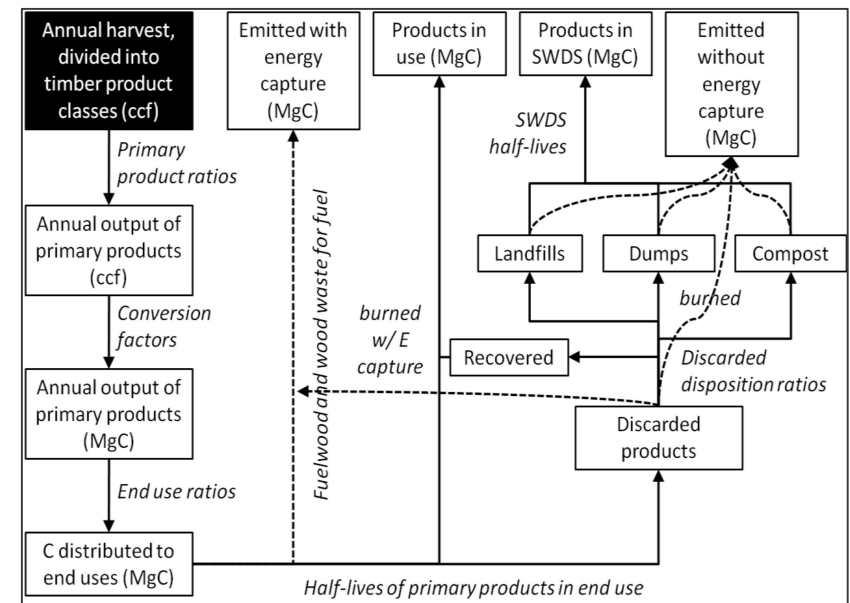 Annual harvest,
divided into
timber product
classes (ccf)
Emitted with
energy
capture
(MgC)
Products in
use (MgC)
Products in
SWDS (MgC)
Emitted
without
energy
capture
(MgC)
Primary
product ratios
SWDS
half-lives
Annual output of
primary products
(ccf)
Fuelwood and wood waste for fuel
Landfills
Dumps
Compost
Conversion
factors
burned
w/ E
capture
burned
Recovered
Discarded
disposition ratios
Annual output of
primary products
(MgC)
Discarded
products
End use ratios
C distributed to
end uses (MgC)
Half-lives of primary products in end use